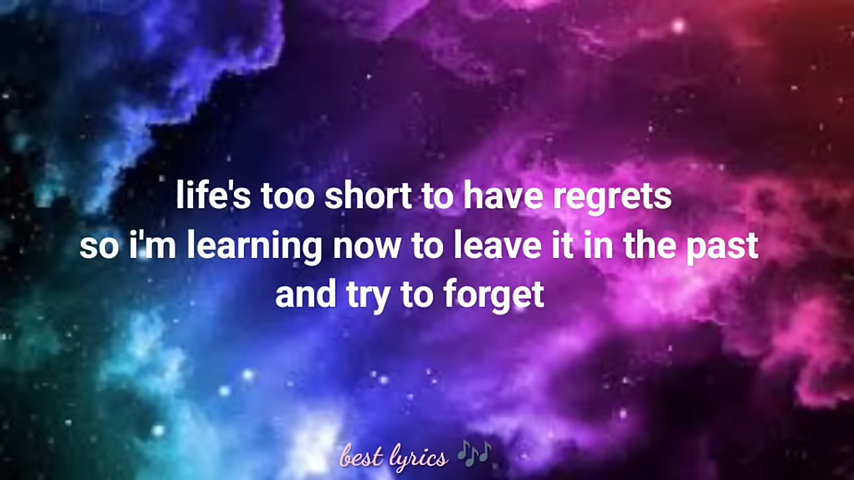 life's too short to have regrets
so i'm learning now to leave it in the past
and try to forget
best lyrics 🎶